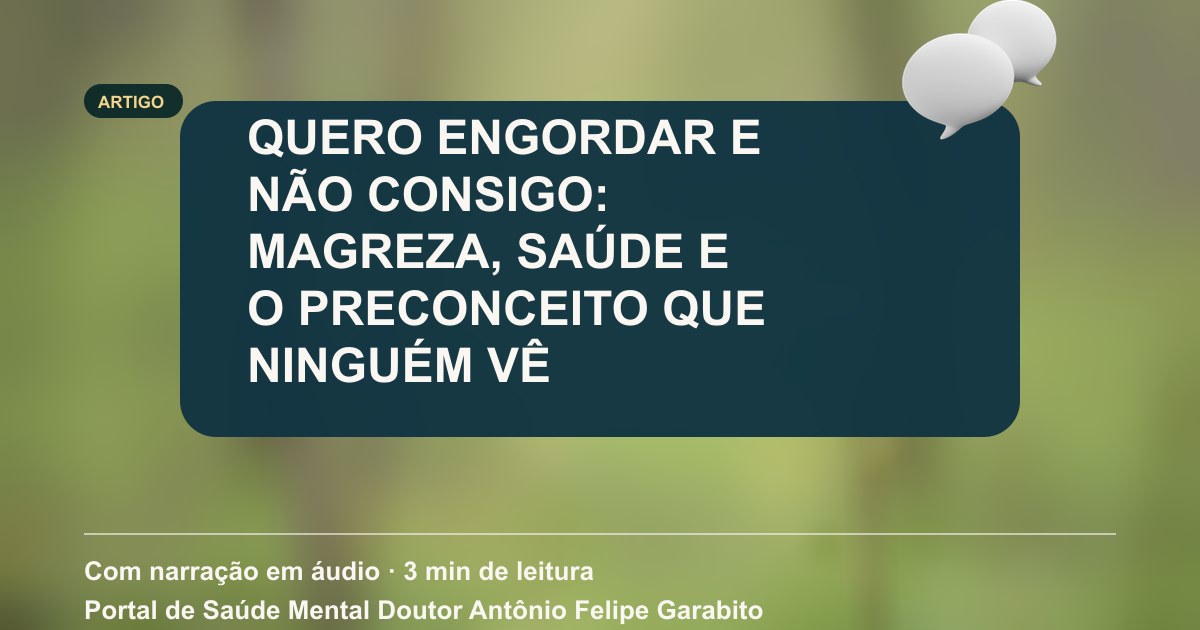 ARTIGO
QUERO ENGORDAR E
NÃO CONSIGO:
MAGREZA, SAÚDE E
O PRECONCEITO QUE
NINGUÉM VÊ
Com narração em áudio · 3 min de leitura
Portal de Saúde Mental Doutor Antônio Felipe Garabito